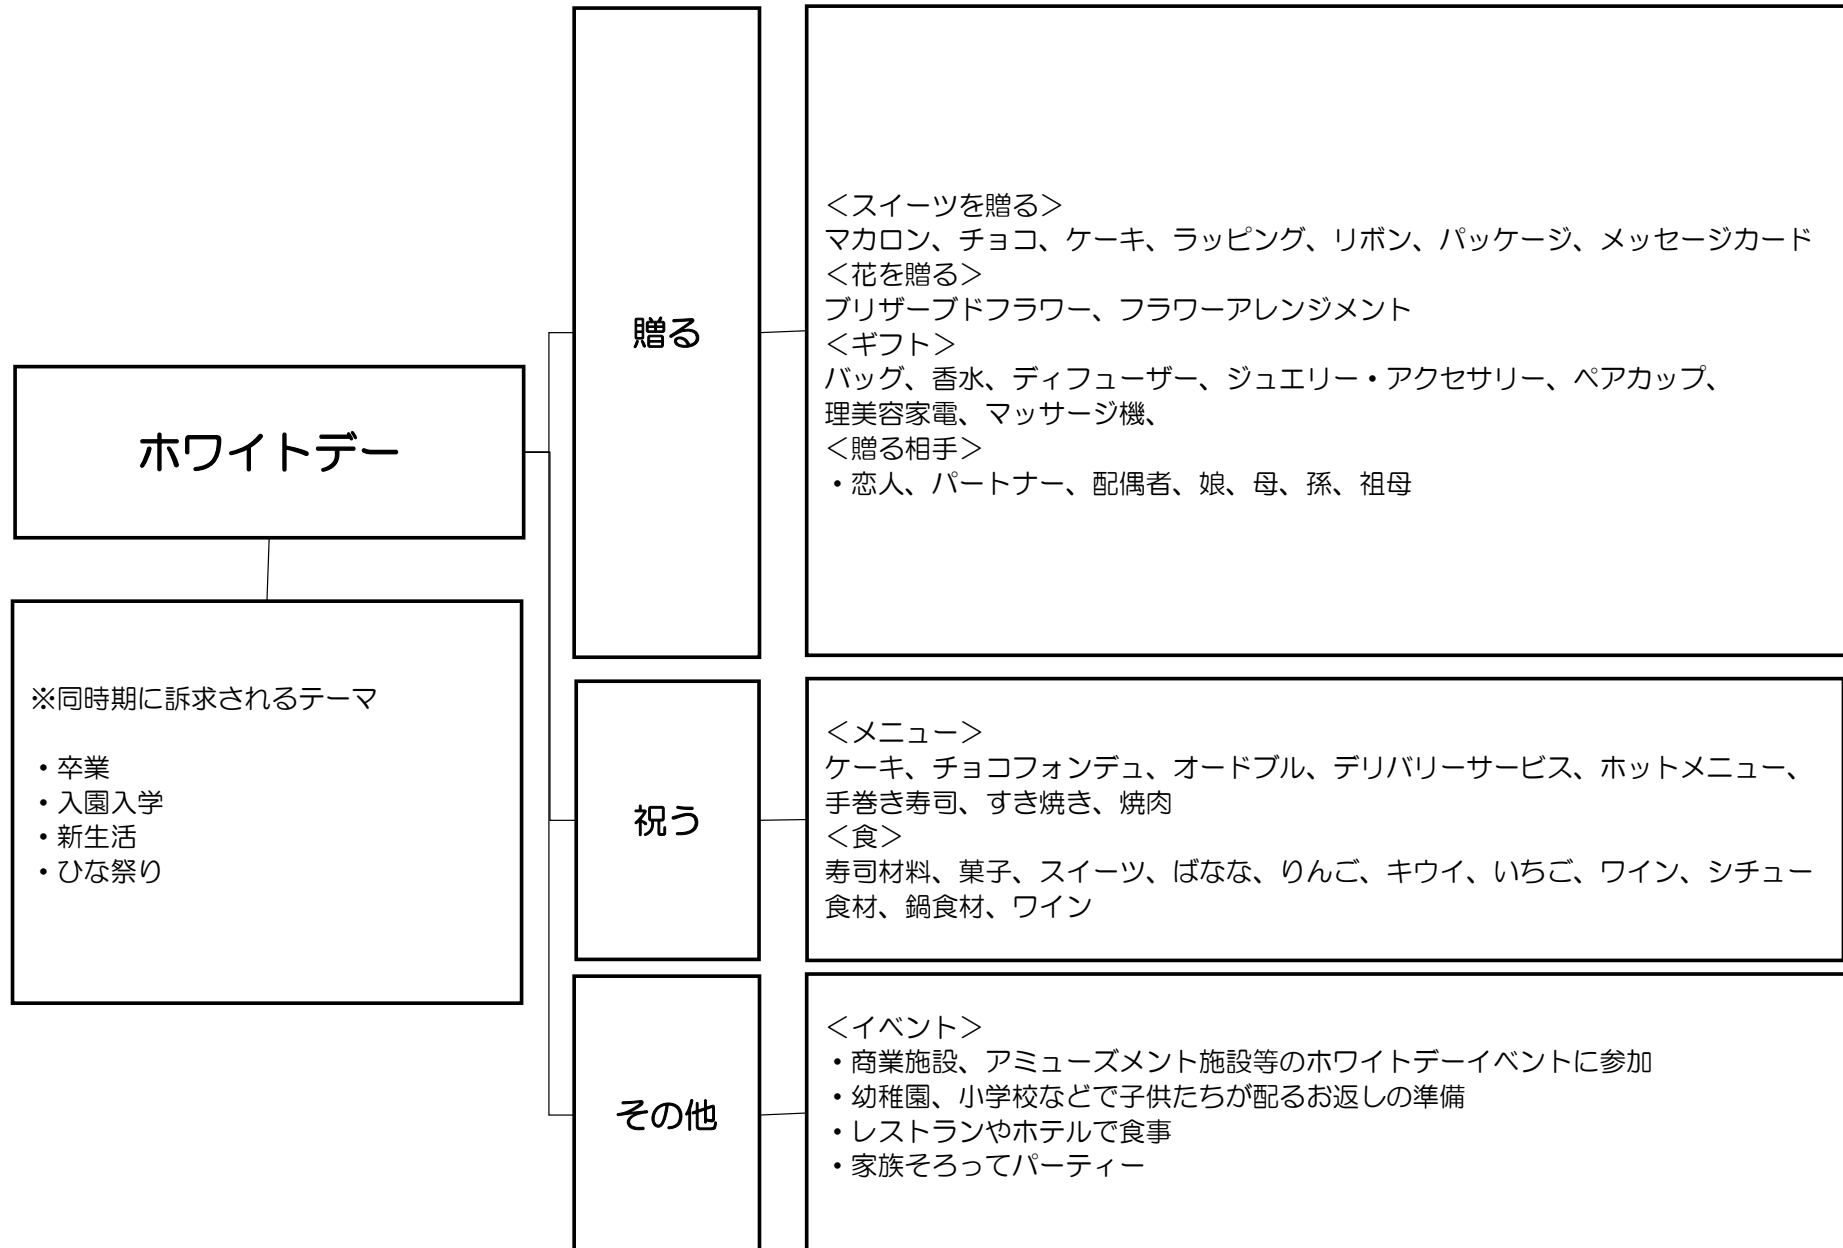 ホワイトデー
※同時期に訴求されるテーマ
・卒業
・入園入学
・新生活
・ひな祭り
贈る
＜スイーツを贈る＞
マカロン、チョコ、ケーキ、ラッピング、リボン、パッケージ、メッセージカード
＜花を贈る＞
ブリザーブドフラワー、フラワーアレンジメント
＜ギフト＞
バッグ、香水、ディフューザー、ジュエリー・アクセサリー、ペアカップ、
理美容家電、マッサージ機、
＜贈る相手＞
・恋人、パートナー、配偶者、娘、母、孫、祖母
祝う
＜メニュー＞
ケーキ、チョコフォンデュ、オードブル、デリバリーサービス、ホットメニュー、
手巻き寿司、すき焼き、焼肉
＜食＞
寿司材料、菓子、スイーツ、ばなな、りんご、キウイ、いちご、ワイン、シチュー
食材、鍋食材、ワイン
その他
＜イベント＞
・商業施設、アミューズメント施設等のホワイトデーイベントに参加
・幼稚園、小学校などで子供たちが配るお返しの準備
・レストランやホテルで食事
・家族そろってパーティー